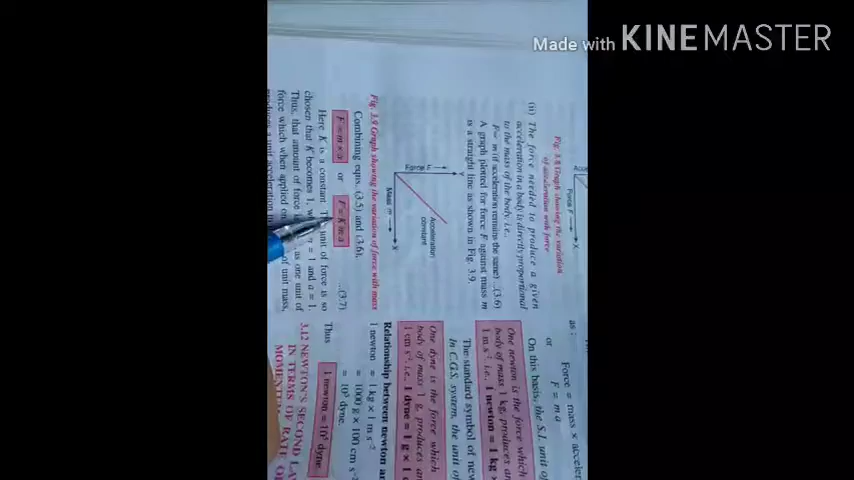 Made with KINEMASTER
Force F
X
Fig. 3.8 Graph showing the variation
of acceleration with force
(ii) The force needed to produce a given
acceleration in a body is directly proportional
to the mass of the body, i.e.,
F ∝ m (if acceleration remains the same) ...(3.6)
A graph plotted for force F against mass m
is a straight line as shown in Fig. 3.9.
Y
Force F
Acceleration
constant
Mass m
X
Fig. 3.9 Graph showing the variation of force with mass
Combining eqns. (3.5) and (3.6),
F ∝ m × a or F = K m a ...(3.7)
Here K is a constant. The unit of force is so
chosen that K becomes 1, = 1 and a = 1.
Thus, that amount of force as one unit of
force which when applied of unit mass,
as :
Force = mass ×
or F = m a
On this basis, the S.I. unit of
One newton is the force which
body of mass 1 kg, produces
1 m s⁻², i.e., 1 newton = 1 kg ×
The standard symbol of
In C.G.S. system, the unit of
One dyne is the force which
body of mass 1 g, produces
1 cm s⁻², i.e., 1 dyne = 1 g × 1
Relationship between newton
1 newton = 1 kg × 1 m s⁻²
= 1000 g × 100 cm s⁻²
= 10⁵ dyne.
Thus 1 newton = 10⁵ dyne
3.12 NEWTON'S SECOND
IN TERMS OF RATE